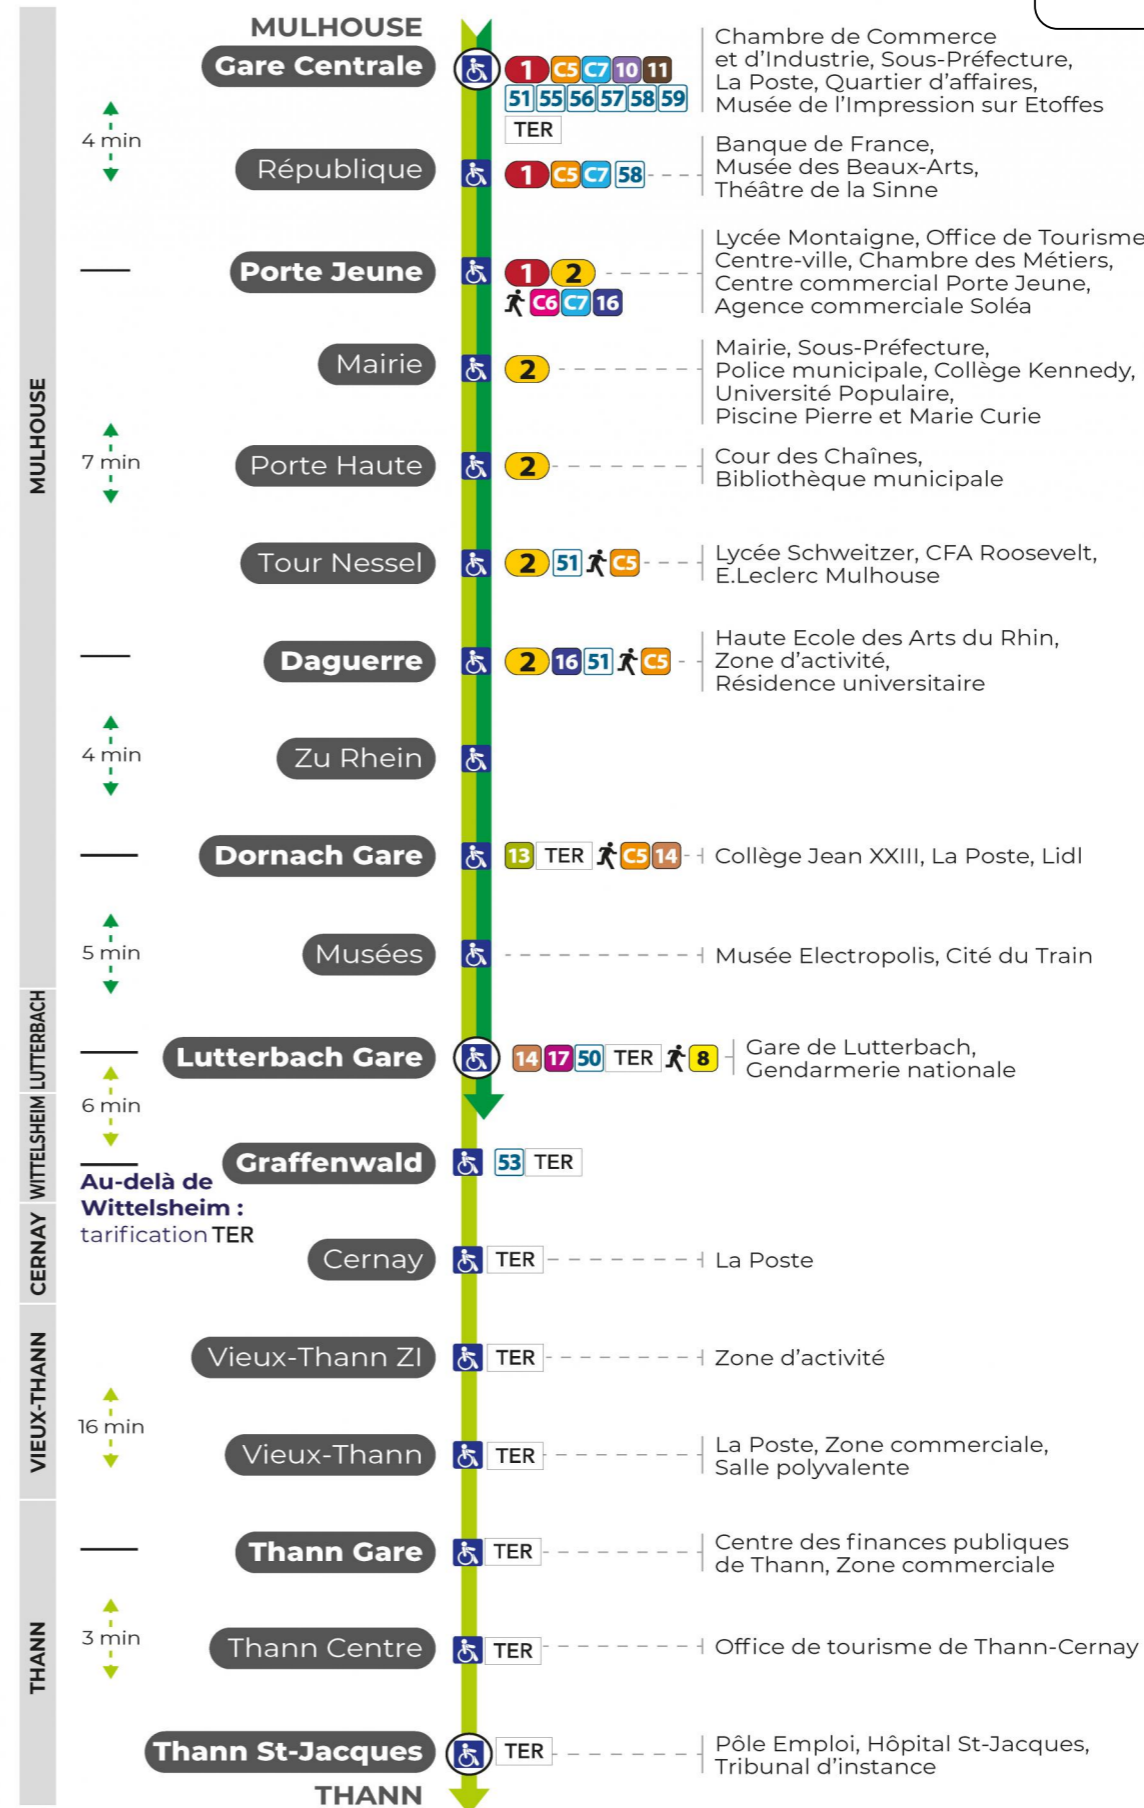 MULHOUSE
Gare Centrale
1 C5 C7 10 11
51 55 56 57 58 59
TER
Chambre de Commerce
et d’Industrie, Sous-Préfecture,
La Poste, Quartier d’affaires,
Musée de l’Impression sur Etoffes
4 min
République
1 C5 C7 58
Banque de France,
Musée des Beaux-Arts,
Théâtre de la Sinne
Porte Jeune
1 2
C6 C7 16
Lycée Montaigne, Office de Tourisme
Centre-ville, Chambre des Métiers,
Centre commercial Porte Jeune,
Agence commerciale Soléa
Mairie
2
Mairie, Sous-Préfecture,
Police municipale, Collège Kennedy,
Université Populaire,
Piscine Pierre et Marie Curie
MULHOUSE
7 min
Porte Haute
2
Cour des Chaînes,
Bibliothèque municipale
Tour Nessel
2 51 C5
Lycée Schweitzer, CFA Roosevelt,
E.Leclerc Mulhouse
Daguerre
2 16 51 C5
Haute Ecole des Arts du Rhin,
Zone d’activité,
Résidence universitaire
4 min
Zu Rhein
Dornach Gare
13 TER C5 14
Collège Jean XXIII, La Poste, Lidl
5 min
Musées
Musée Electropolis, Cité du Train
LUTTERBACH
Lutterbach Gare
14 17 50 TER 8
Gare de Lutterbach,
Gendarmerie nationale
6 min
WITTELSHEIM
Graffenwald
53 TER
Au-delà de
Wittelsheim :
tarification TER
CERNAY
Cernay
TER
La Poste
VIEUX-THANN
Vieux-Thann ZI
TER
Zone d’activité
16 min
Vieux-Thann
TER
La Poste, Zone commerciale,
Salle polyvalente
Thann Gare
TER
Centre des finances publiques
de Thann, Zone commerciale
THANN
3 min
Thann Centre
TER
Office de tourisme de Thann-Cernay
Thann St-Jacques
TER
Pôle Emploi, Hôpital St-Jacques,
Tribunal d’instance
THANN